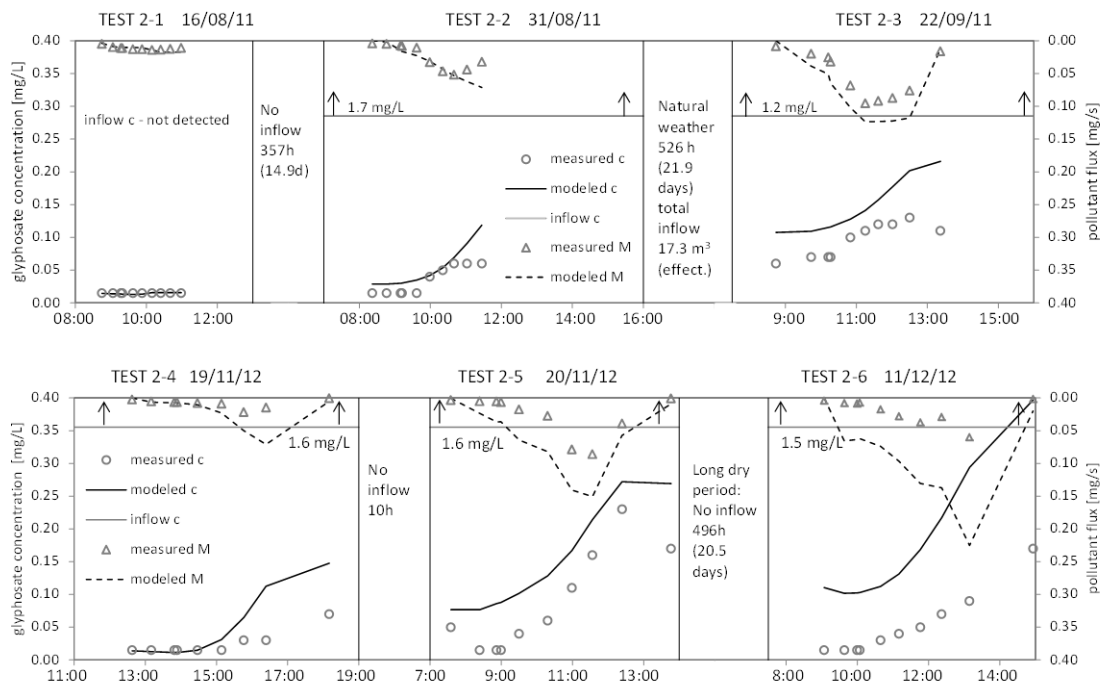 TEST 2-1 16/08/11
TEST 2-2 31/08/11
TEST 2-3 22/09/11
glyphosate concentration [mg/L]
0.40
0.35
0.30
0.25
0.20
0.15
0.10
0.05
0.00
inflow c - not detected
08:00 10:00 12:00
No
inflow
357h
(14.9d)
1.7 mg/L
measured c
modeled c
inflow c
measured M
modeled M
08:00 10:00 12:00 14:00 16:00
Natural
weather
526 h
(21.9
days)
total
inflow
17.3 m³
(effect.)
1.2 mg/L
9:00 11:00 13:00 15:00
0.00
0.05
0.10
0.15
0.20
0.30
0.35
0.40
pollutant flux [mg/s]
TEST 2-4 19/11/12
TEST 2-5 20/11/12
TEST 2-6 11/12/12
glyphosate concentration [mg/L]
0.40
0.35
0.30
0.25
0.20
0.15
0.10
0.05
0.00
1.6 mg/L
measured c
modeled c
inflow c
measured M
modeled M
11:00 13:00 15:00 17:00 19:00
No
inflow
10h
1.6 mg/L
7:00 9:00 11:00 13:00
Long dry
period:
No inflow
496h
(20.5
days)
1.5 mg/L
8:00 10:00 12:00 14:00
0.00
0.05
0.10
0.15
0.20
0.30
0.35
0.40
pollutant flux [mg/s]